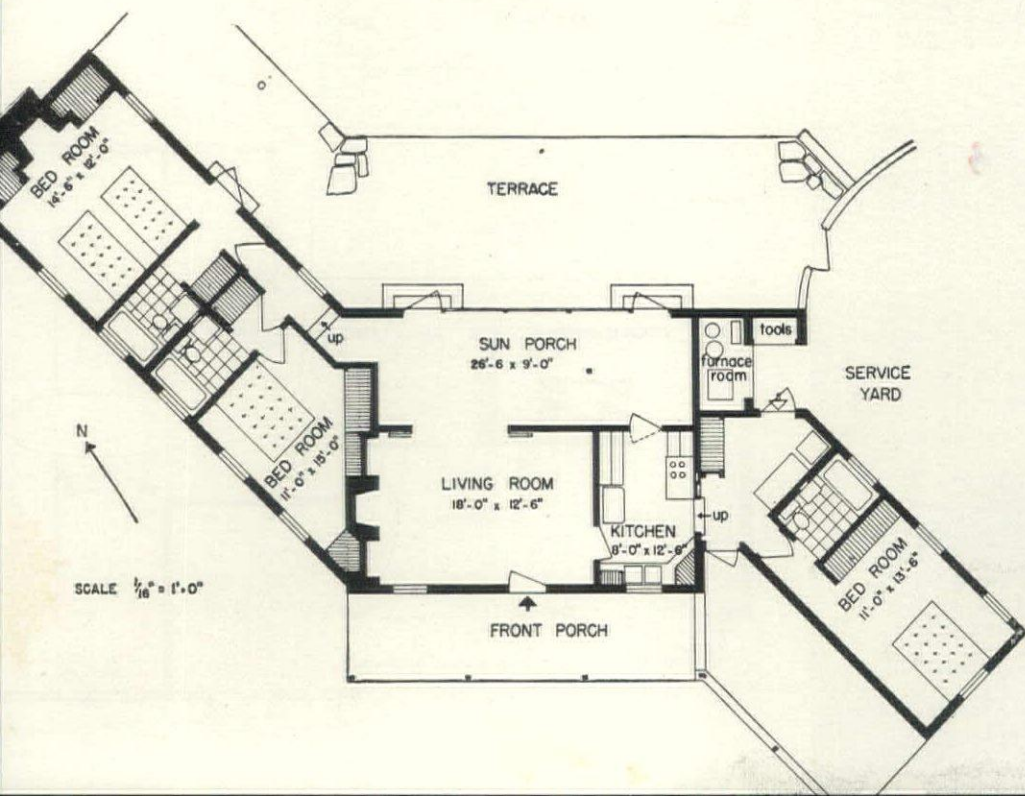 BED ROOM
14'-6" x 12'-0"
TERRACE
up
SUN PORCH
26'-6 x 9'-0"
furnace
room
tools
SERVICE
YARD
N
BED ROOM
11'-0" x 15'-0"
LIVING ROOM
18'-0" x 12'-6"
KITCHEN
8'-0" x 12'-6"
←up
BED ROOM
11'-0" x 13'-6"
SCALE 1/16" = 1'-0"
FRONT PORCH